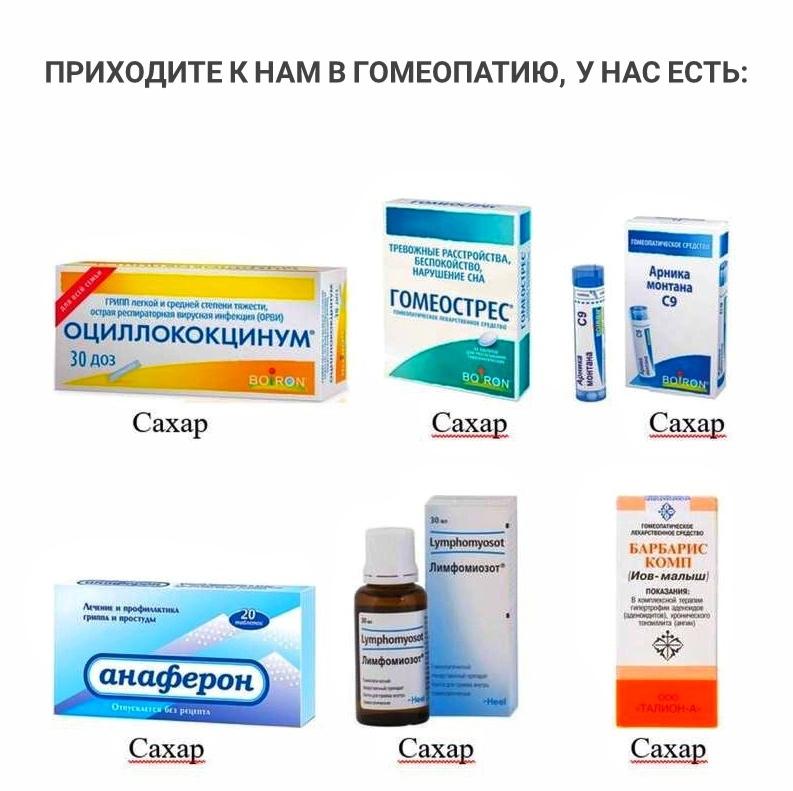 ПРИХОДИТЕ К НАМ В ГОМЕОПАТИЮ, У НАС ЕСТЬ:
ДЛЯ ВСЕЙ СЕМЬИ
ГРИПП ЛЕГКОЙ И СРЕДНЕЙ СТЕПЕНИ ТЯЖЕСТИ,
ОСТРАЯ РЕСПИРАТОРНАЯ ВИРУСНАЯ ИНФЕКЦИЯ (ОРВИ)
ОЦИЛЛОКОКЦИНУМ®
30 ДОЗ
BOIRON
ОЦИЛЛОКОКЦИНУМ
Сахар
ГОМЕОСТРЕС
ТРЕВОЖНЫЕ РАССТРОЙСТВА,
БЕСПОКОЙСТВО,
НАРУШЕНИЕ СНА
ГОМЕОСТРЕС®
ГОМЕОПАТИЧЕСКОЕ ЛЕКАРСТВЕННОЕ СРЕДСТВО
BOIRON
ГОМЕОСТРЕС
Сахар
C9
Арника
монтана
ГОМЕОПАТИЧЕСКОЕ СРЕДСТВО
Арника
монтана
C9
BOIRON
Сахар
Лечение и профилактика
гриппа и простуды
20
таблеток
анаферон
Отпускается без рецепта
Сахар
30 мл
Lymphomyosot
Лимфомиозот®
Heel
30 мл
Lymphomyosot
Лимфомиозот®
-Heel
Сахар
ГОМЕОПАТИЧЕСКОЕ
ЛЕКАРСТВЕННОЕ СРЕДСТВО
БАРБАРИС
КОМП
(Иов-малыш)
ПОКАЗАНИЯ:
В комплексной терапии
гипертрофии аденоидов
(аденоидитов), хронического
тонзиллита (ангин)
ООО
«ТАЛИОН-А»
Сахар